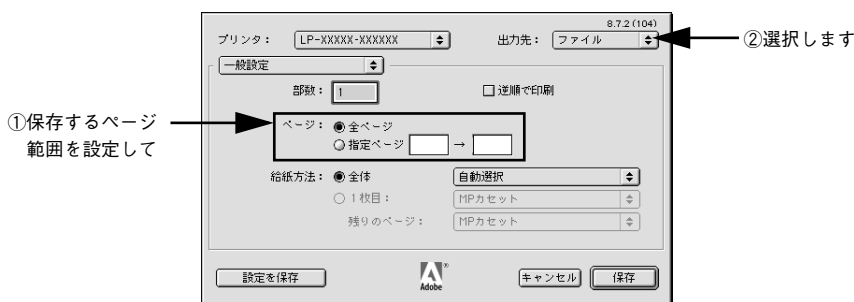 8.7.2 (104)
プリンタ： LP-XXXXX-XXXXXX 出力先： ファイル
②選択します
一般設定
部数： 1 逆順で印刷
①保存するページ
範囲を設定して
ページ： 全ページ
指定ページ →
給紙方法： 全体 自動選択
1枚目： MPカセット
残りのページ： MPカセット
設定を保存 Adobe ® キャンセル 保存